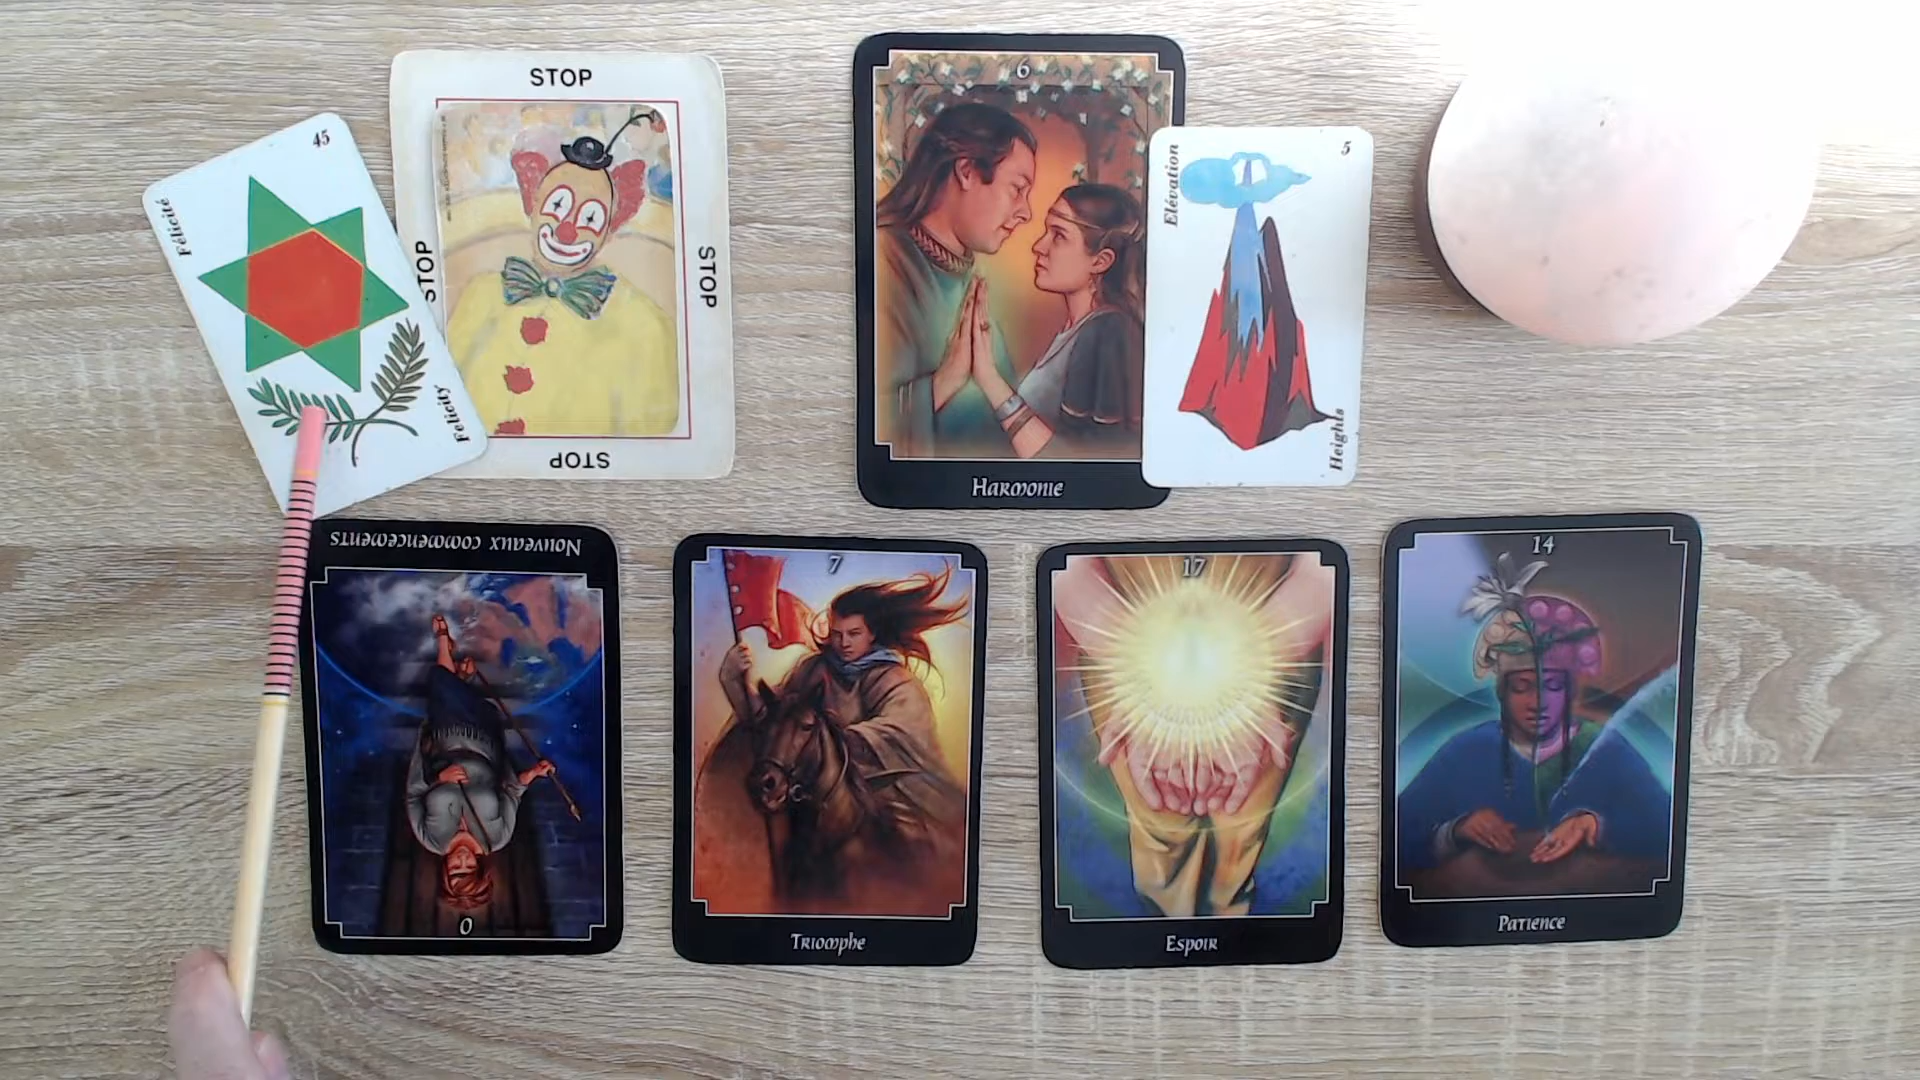 45
Félicité
Felicity
STOP
STOP
STOP
STOP
6
Harmonie
5
Elévation
Heights
Nouveaux commencements
0
7
Triomphe
17
Espoir
14
Patience